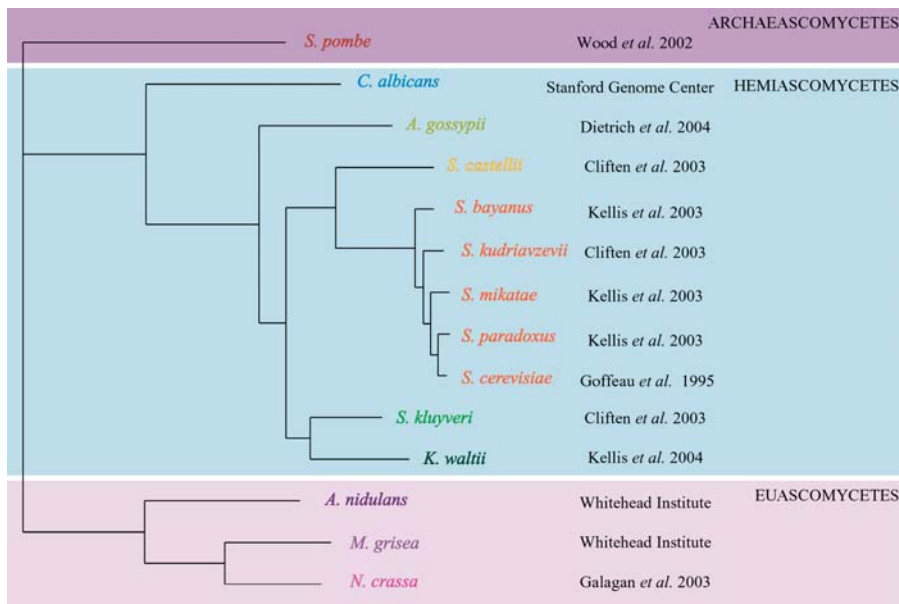 ARCHAEASCOMYCETES
S. pombe Wood et al. 2002
C. albicans Stanford Genome Center HEMIASCOMYCETES
A. gossypii Dietrich et al. 2004
S. castellii Cliften et al. 2003
S. bayanus Kellis et al. 2003
S. kudriavzevii Cliften et al. 2003
S. mikatae Kellis et al. 2003
S. paradoxus Kellis et al. 2003
S. cerevisiae Goffeau et al. 1995
S. kluyveri Cliften et al. 2003
K. waltii Kellis et al. 2004
A. nidulans Whitehead Institute EUASCOMYCETES
M. grisea Whitehead Institute
N. crassa Galagan et al. 2003